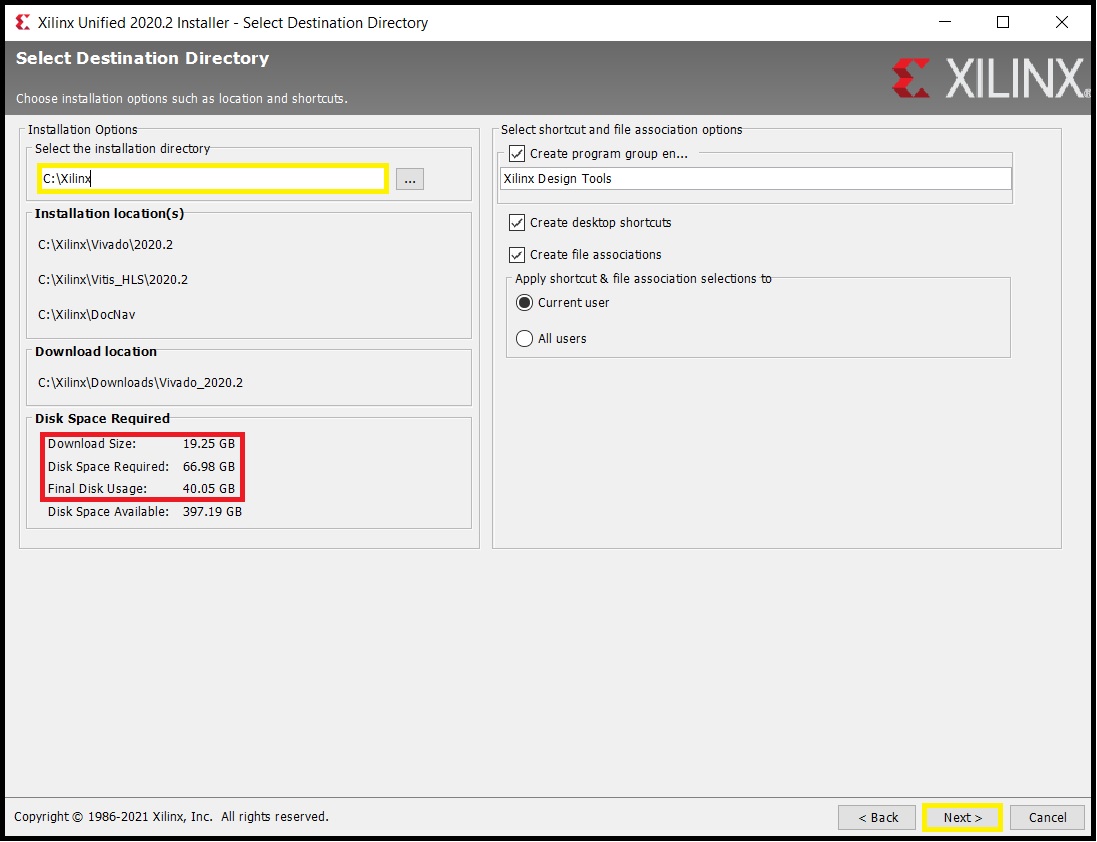 Xilinx Unified 2020.2 Installer - Select Destination Directory
Select Destination Directory
Choose installation options such as location and shortcuts.
XILINX®
Installation Options
Select the installation directory
C:\Xilinx
...
Installation location(s)
C:\Xilinx\Vivado\2020.2
C:\Xilinx\Vitis_HLS\2020.2
C:\Xilinx\DocNav
Download location
C:\Xilinx\Downloads\Vivado_2020.2
Disk Space Required
Download Size: 19.25 GB
Disk Space Required: 66.98 GB
Final Disk Usage: 40.05 GB
Disk Space Available: 397.19 GB
Select shortcut and file association options
Create program group en...
Xilinx Design Tools
Create desktop shortcuts
Create file associations
Apply shortcut & file association selections to
Current user
All users
Copyright © 1986-2021 Xilinx, Inc. All rights reserved.
< Back
Next >
Cancel